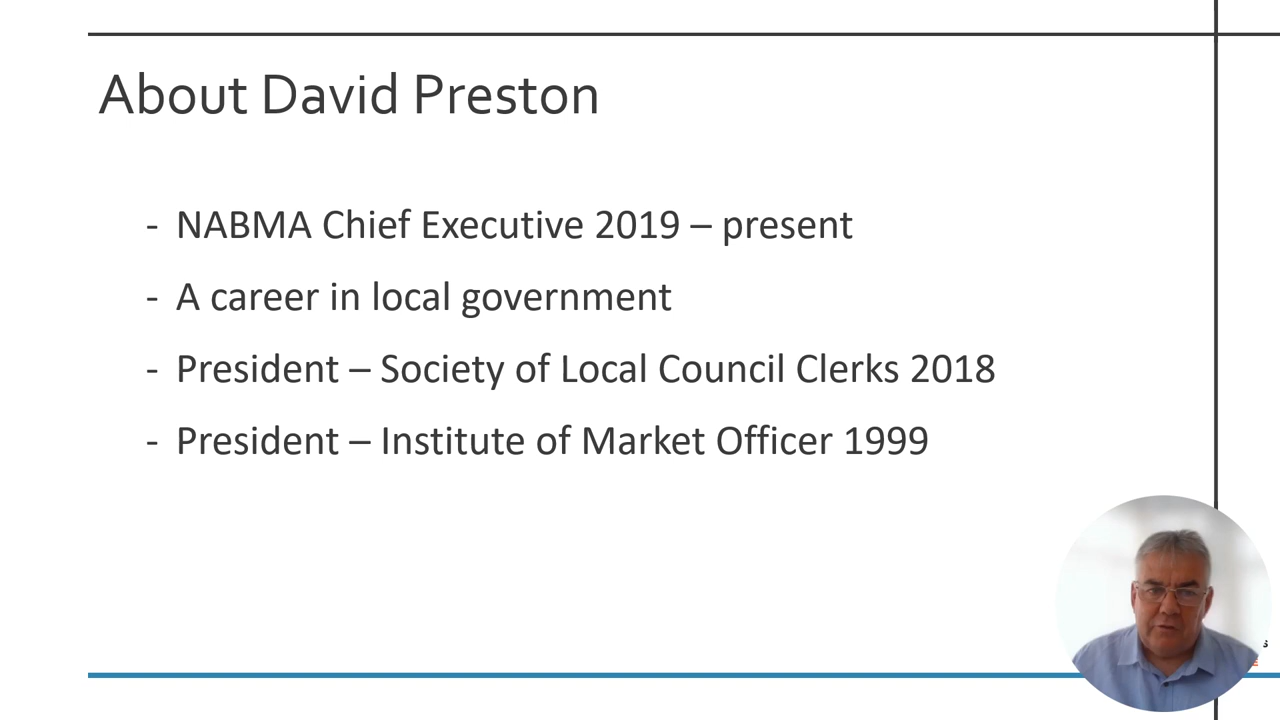 About David Preston
- NABMA Chief Executive 2019 – present
- A career in local government
- President – Society of Local Council Clerks 2018
- President – Institute of Market Officer 1999